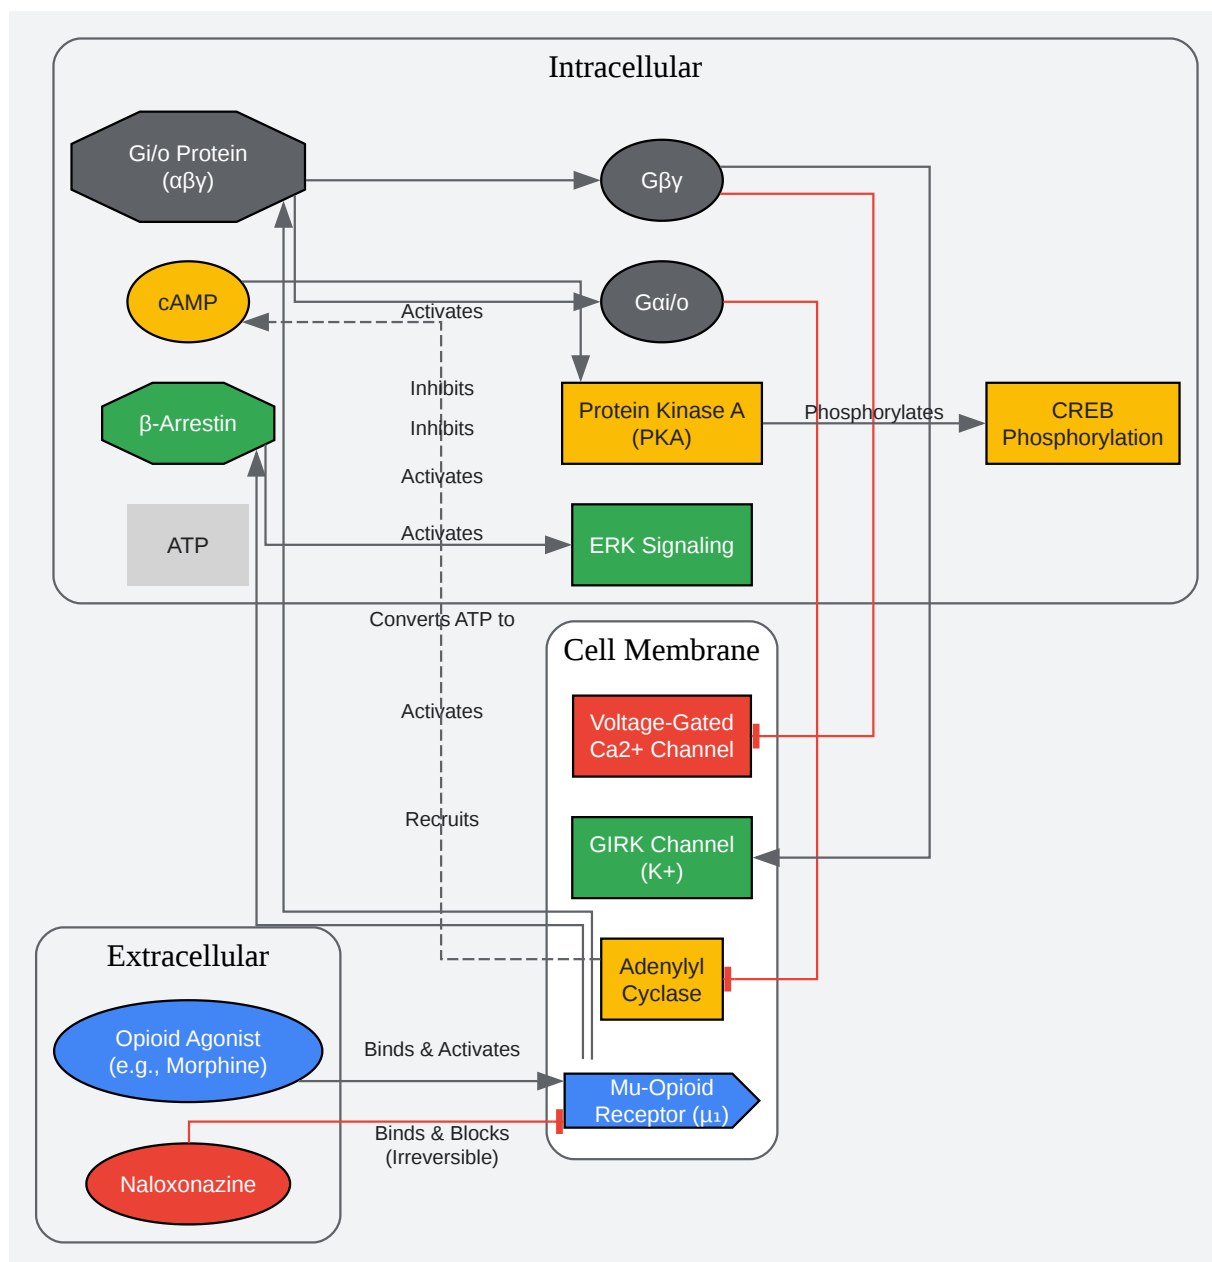 Intracellular
Gi/o Protein
(αβγ)
Gβγ
cAMP
Gαi/o
Activates
Inhibits
β-Arrestin
Protein Kinase A
(PKA)
Phosphorylates
CREB
Phosphorylation
Inhibits
Activates
Activates
ATP
ERK Signaling
Converts ATP to
Cell Membrane
Activates
Voltage-Gated
Ca2+ Channel
Recruits
GIRK Channel
(K+)
Extracellular
Adenylyl
Cyclase
Opioid Agonist
(e.g., Morphine)
Binds & Activates
Mu-Opioid
Receptor (μ₁)
Binds & Blocks
(Irreversible)
Naloxonazine